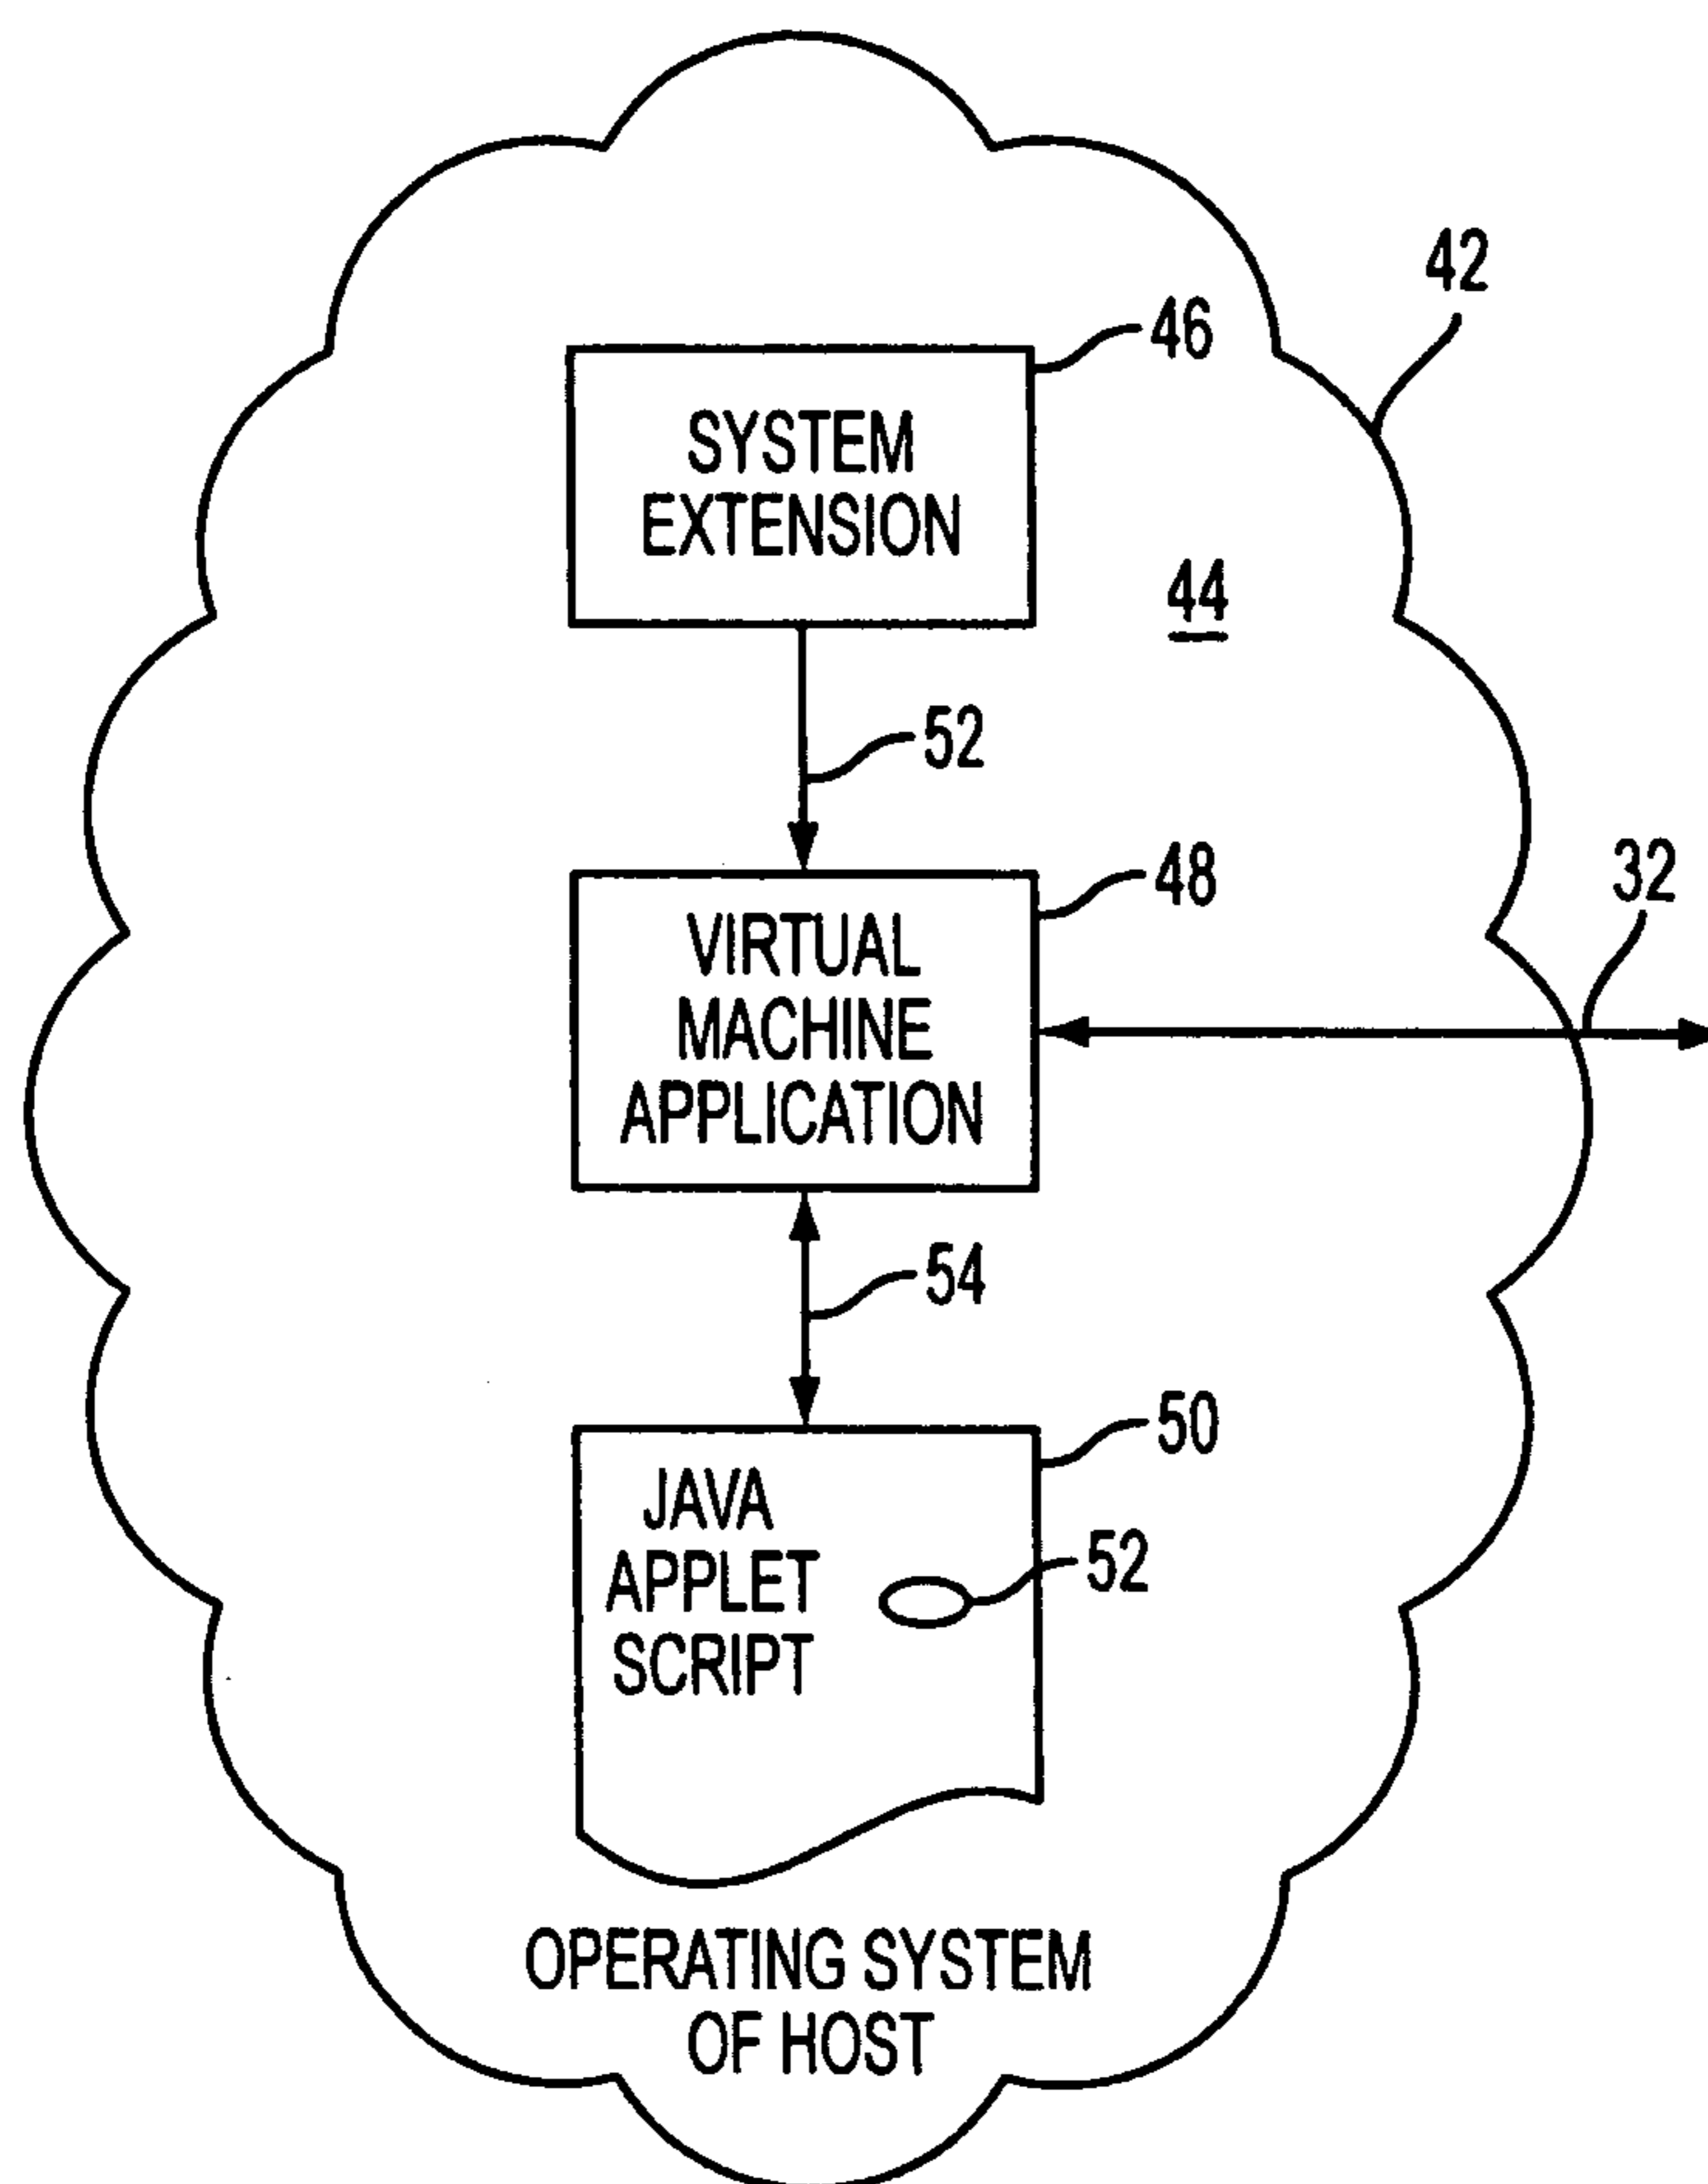 42
46
SYSTEM
EXTENSION
44
52
48
32
VIRTUAL
MACHINE
APPLICATION
54
50
JAVA
APPLET
52
SCRIPT
OPERATING SYSTEM
OF HOST